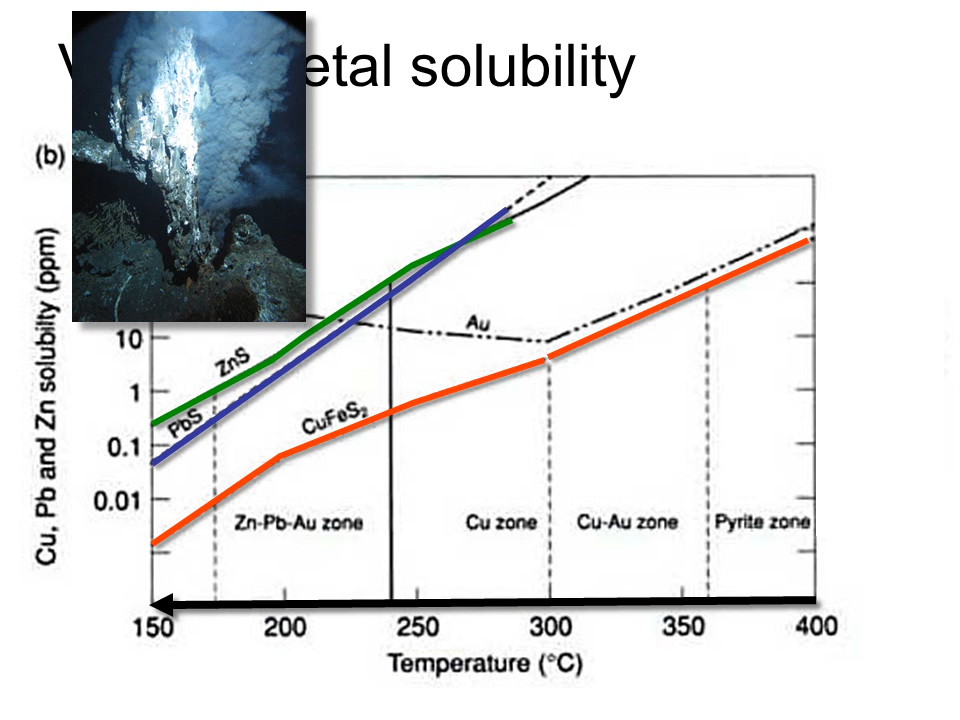 etal solubility
(b)
Cu, Pb and Zn solubilty (ppm)
10
1
0.1
0.01
ZnS
PbS
CuFeS₂
Au
Zn-Pb-Au zone
Cu zone
Cu-Au zone
Pyrite zone
150
200
250
300
350
400
Temperature (°C)